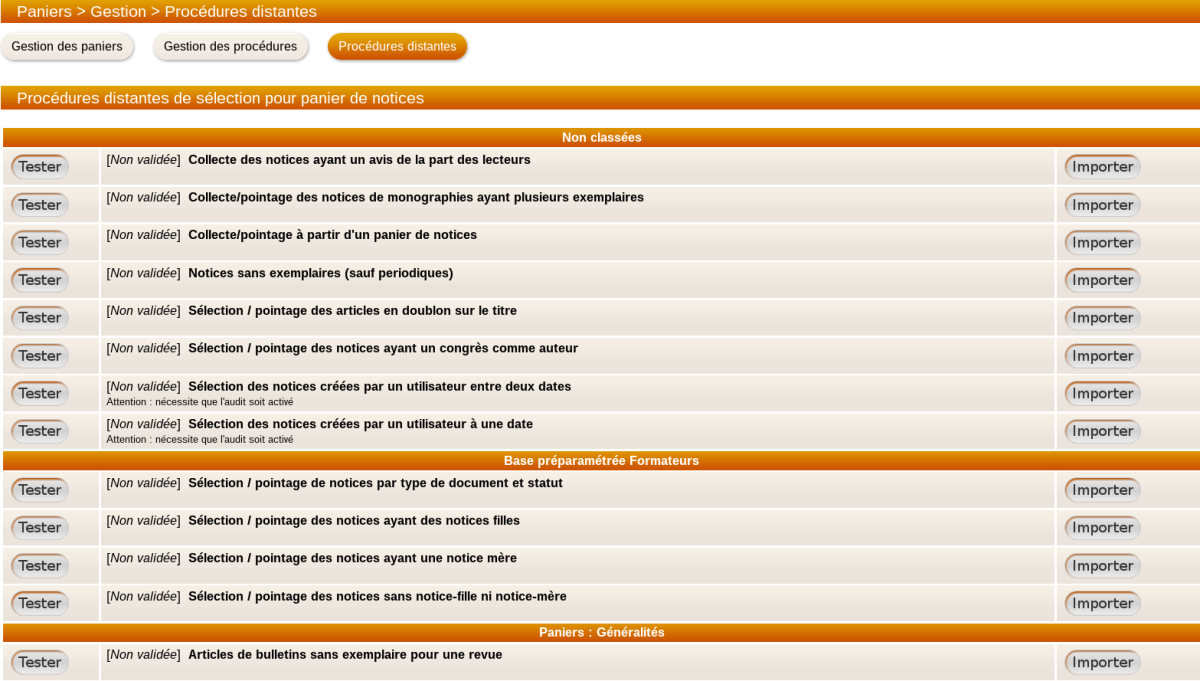 Paniers > Gestion > Procédures distantes
Gestion des paniers Gestion des procédures Procédures distantes
Procédures distantes de sélection pour panier de notices
Non classées
Tester [Non validée] Collecte des notices ayant un avis de la part des lecteurs Importer
Tester [Non validée] Collecte/pointage des notices de monographies ayant plusieurs exemplaires Importer
Tester [Non validée] Collecte/pointage à partir d'un panier de notices Importer
Tester [Non validée] Notices sans exemplaires (sauf periodiques) Importer
Tester [Non validée] Sélection / pointage des articles en doublon sur le titre Importer
Tester [Non validée] Sélection / pointage des notices ayant un congrès comme auteur Importer
Tester [Non validée] Sélection des notices créées par un utilisateur entre deux dates Importer
Attention : nécessite que l'audit soit activé
Tester [Non validée] Sélection des notices créées par un utilisateur à une date Importer
Attention : nécessite que l'audit soit activé
Base préparamétrée Formateurs
Tester [Non validée] Sélection / pointage de notices par type de document et statut Importer
Tester [Non validée] Sélection / pointage des notices ayant des notices filles Importer
Tester [Non validée] Sélection / pointage des notices ayant une notice mère Importer
Tester [Non validée] Sélection / pointage des notices sans notice-fille ni notice-mère Importer
Paniers : Généralités
Tester [Non validée] Articles de bulletins sans exemplaire pour une revue Importer